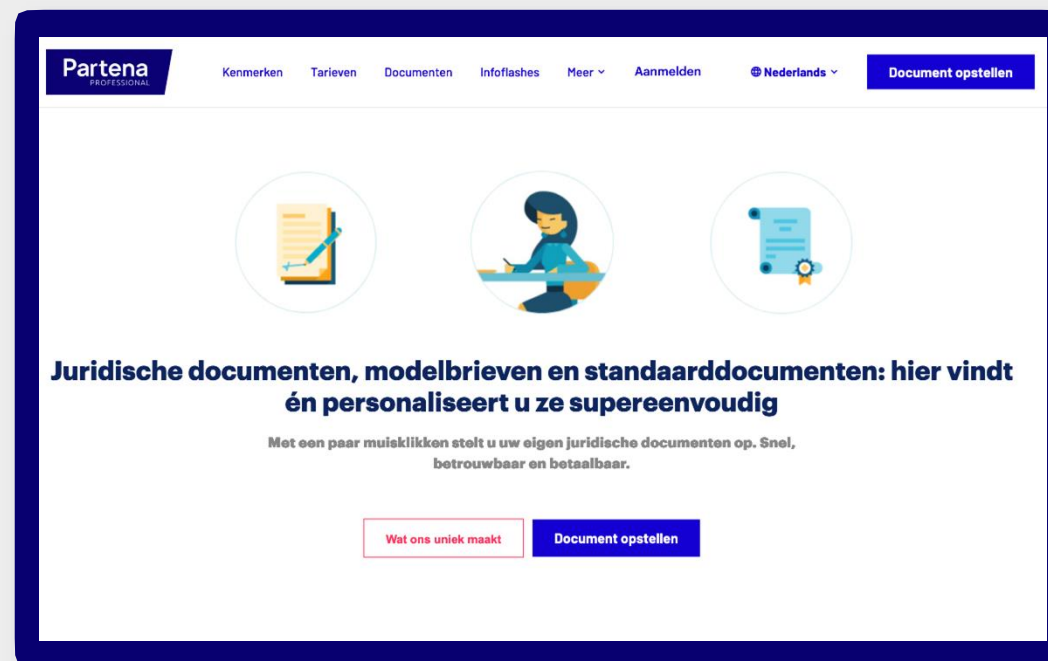 Partena
PROFESSIONAL
Kenmerken Tarieven Documenten Infoflashes Meer Aanmelden Nederlands Document opstellen
Juridische documenten, modelbrieven en standaarddocumenten: hier vindt
én personaliseert u ze supereenvoudig
Met een paar muisklikken stelt u uw eigen juridische documenten op. Snel,
betrouwbaar en betaalbaar.
Wat ons uniek maakt Document opstellen